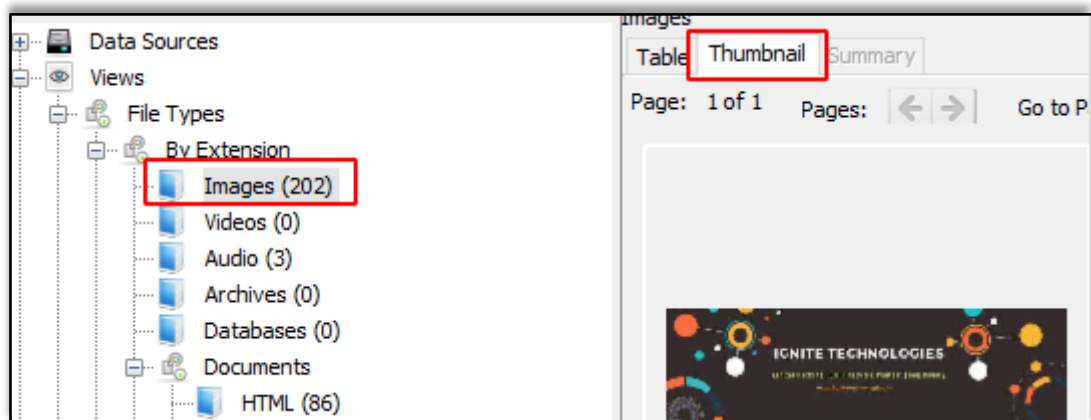 Data Sources
Views
File Types
By Extension
Images (202)
Videos (0)
Audio (3)
Archives (0)
Databases (0)
Documents
HTML (86)
Images
Table Thumbnail Summary
Page: 1 of 1 Pages: Go to P
IGNITE TECHNOLOGIES